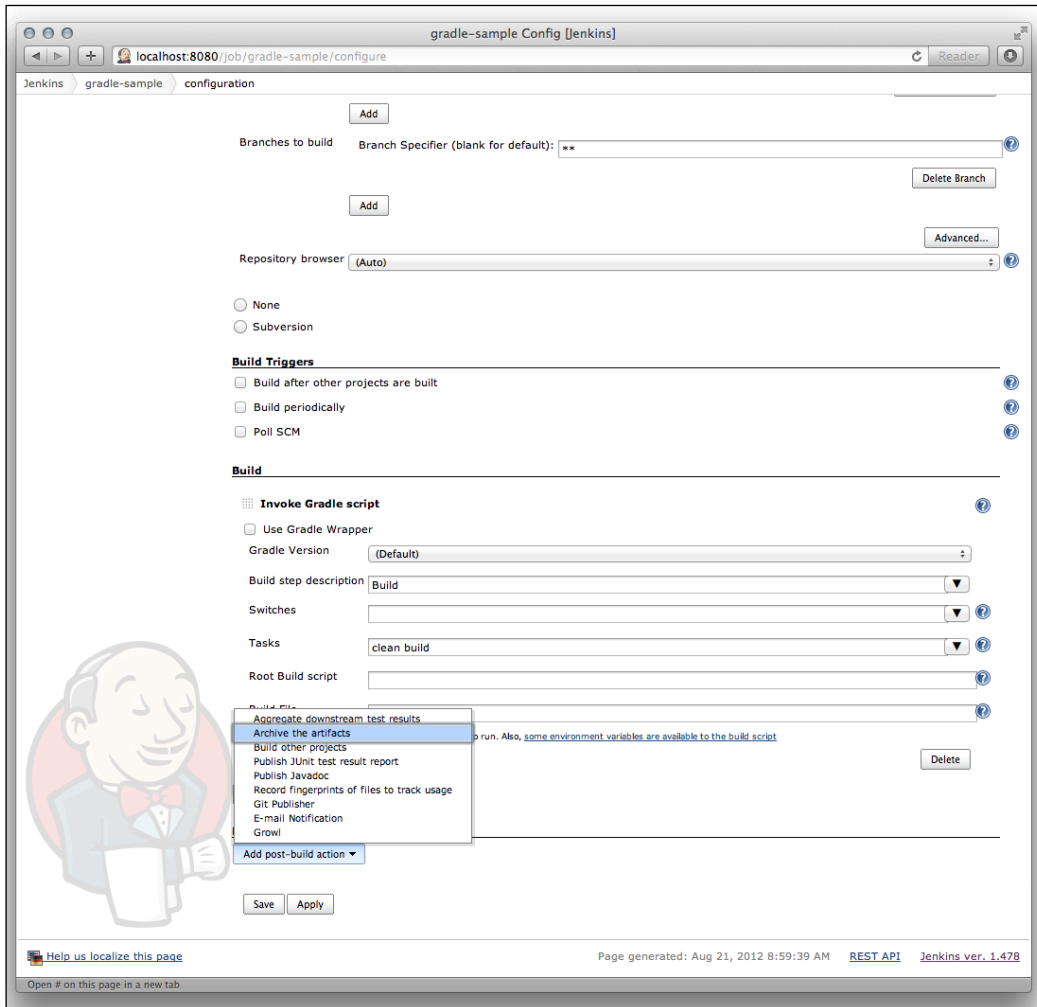 gradle-sample Config [Jenkins]
localhost:8080/job/gradle-sample/configure
Reader
Jenkins gradle-sample configuration
Add
Branches to build Branch Specifier (blank for default): **
Delete Branch
Add
Advanced...
Repository browser (Auto)
None
Subversion
Build Triggers
Build after other projects are built
Build periodically
Poll SCM
Build
Invoke Gradle script
Use Gradle Wrapper
Gradle Version (Default)
Build step description Build
Switches
Tasks clean build
Root Build script
Build File
Aggregate downstream test results
Archive the artifacts
run. Also, some environment variables are available to the build script
Build other projects
Publish JUnit test result report
Delete
Publish Javadoc
Record fingerprints of files to track usage
Git Publisher
E-mail Notification
Growl
Add post-build action
Save Apply
Help us localize this page Page generated: Aug 21, 2012 8:59:39 AM REST API Jenkins ver. 1.478
Open # on this page in a new tab